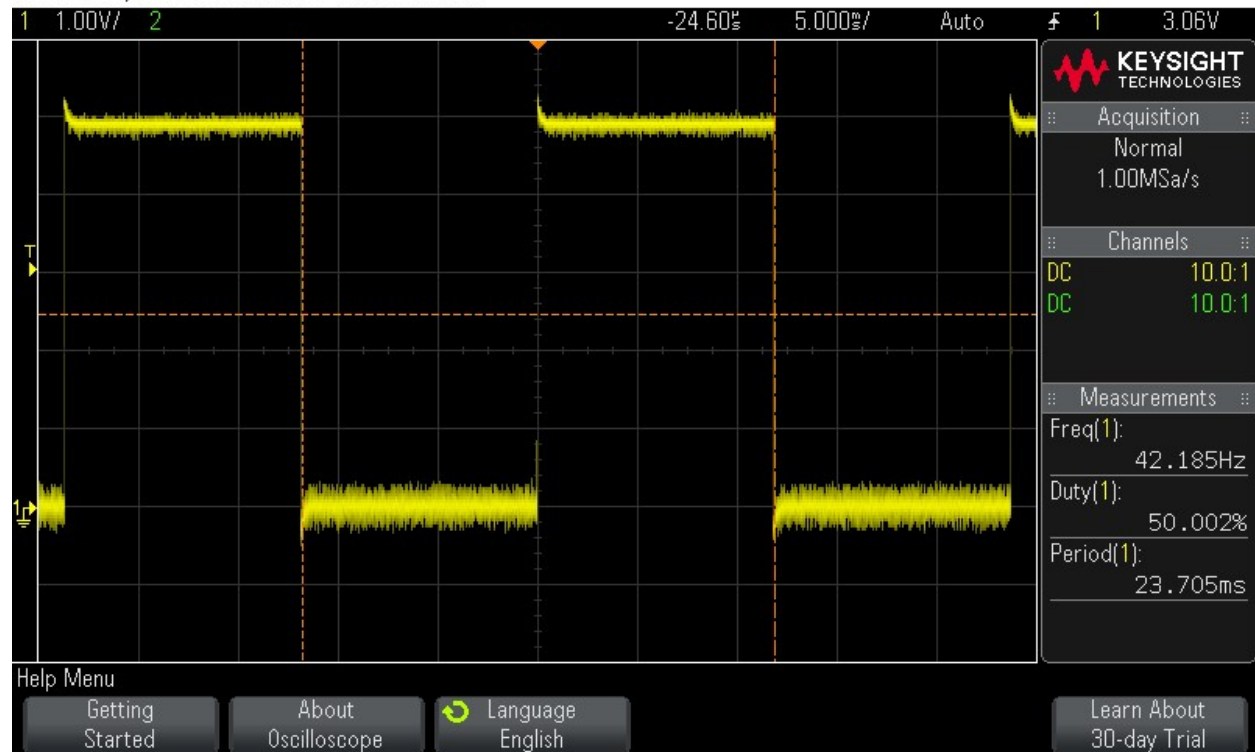 1 1.00V/ 2 -24.60 5.000 Auto 1 3.06V
KEYSIGHT
TECHNOLOGIES
Acquisition
Normal
1.00MSa/s
Channels
DC 10.0:1
DC 10.0:1
T
1
Measurements
Freq(1):
42.185Hz
Duty(1):
50.002%
Period(1):
23.705ms
Help Menu
Getting
Started
About
Oscilloscope
Language
English
Learn About
30-day Trial